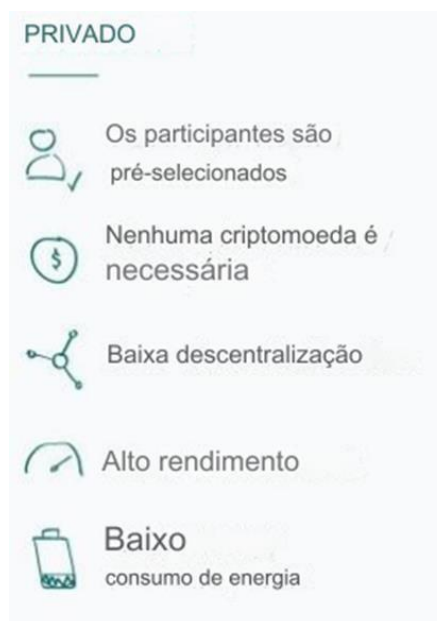 PRIVADO
Os participantes são
pré-selecionados
Nenhuma criptomoeda é
necessária
Baixa descentralização
Alto rendimento
Baixo
consumo de energia